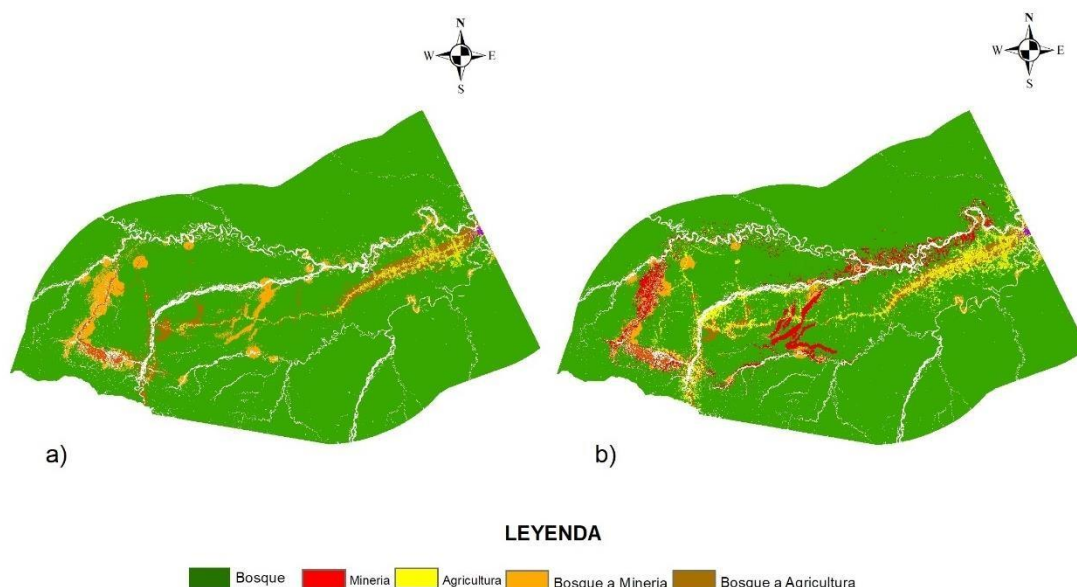 N
W E
S
N
W E
S
a)
b)
LEYENDA
Bosque Mineria Agricultura Bosque a Mineria Bosque a Agricultura